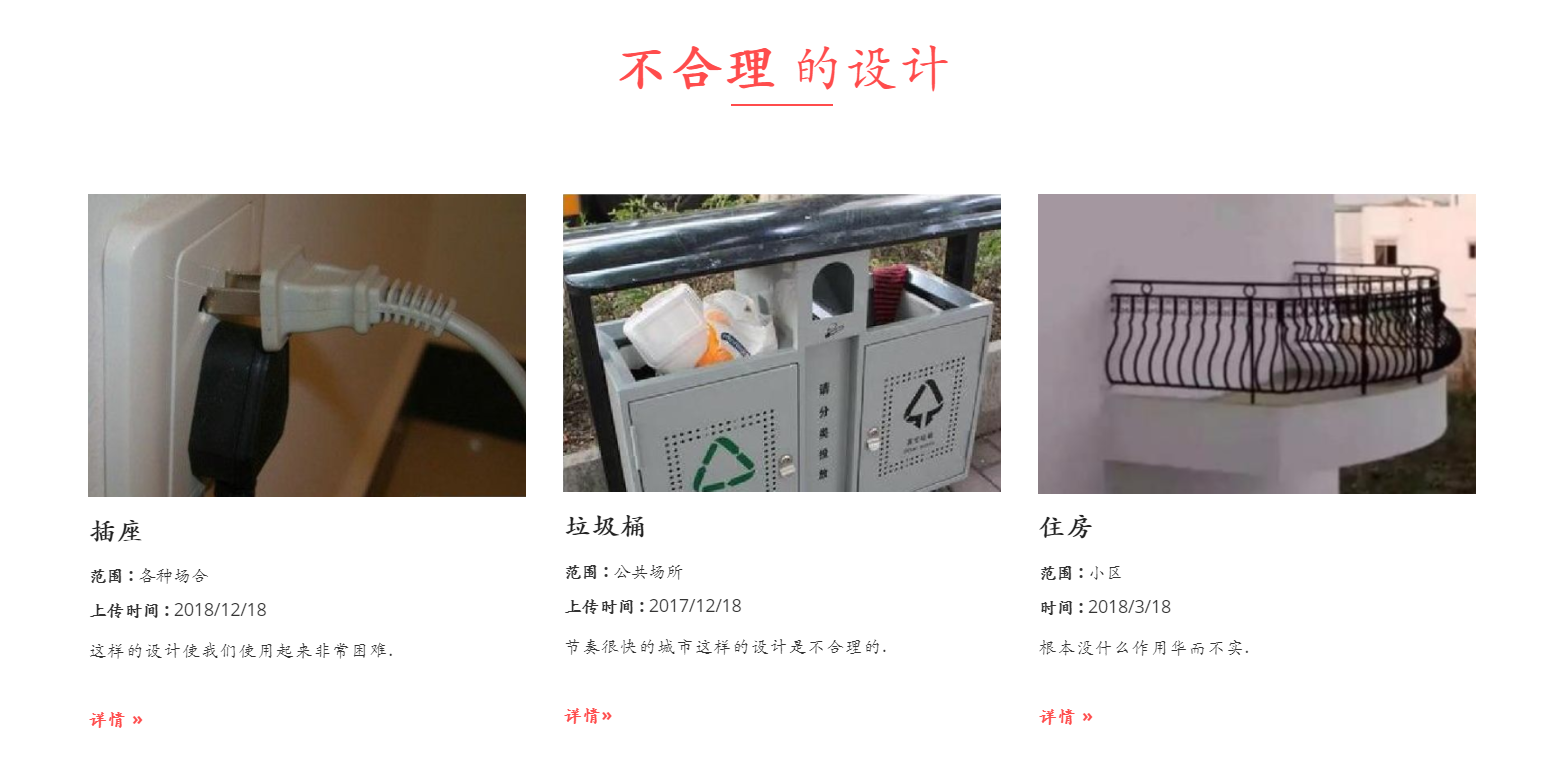 不合理 的设计
请分类投放
插座
范围：各种场合
上传时间：2018/12/18
这样的设计使我们使用起来非常困难.
详情 »
垃圾桶
范围：公共场所
上传时间：2017/12/18
节奏很快的城市这样的设计是不合理的.
详情»
住房
范围：小区
时间：2018/3/18
根本没什么作用华而不实.
详情 »